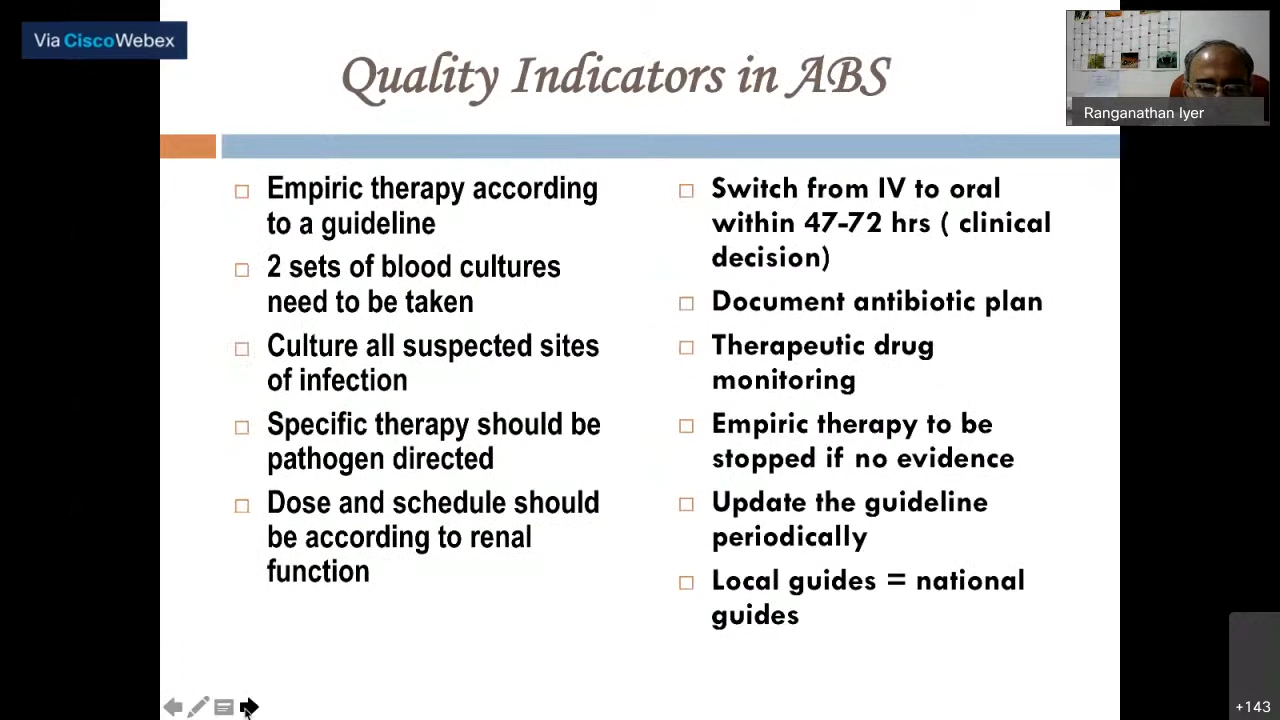 Via Cisco Webex
Quality Indicators in ABS
Ranganathan Iyer
Empiric therapy according
to a guideline
2 sets of blood cultures
need to be taken
Culture all suspected sites
of infection
Specific therapy should be
pathogen directed
Dose and schedule should
be according to renal
function
Switch from IV to oral
within 47-72 hrs ( clinical
decision)
Document antibiotic plan
Therapeutic drug
monitoring
Empiric therapy to be
stopped if no evidence
Update the guideline
periodically
Local guides = national
guides
+143